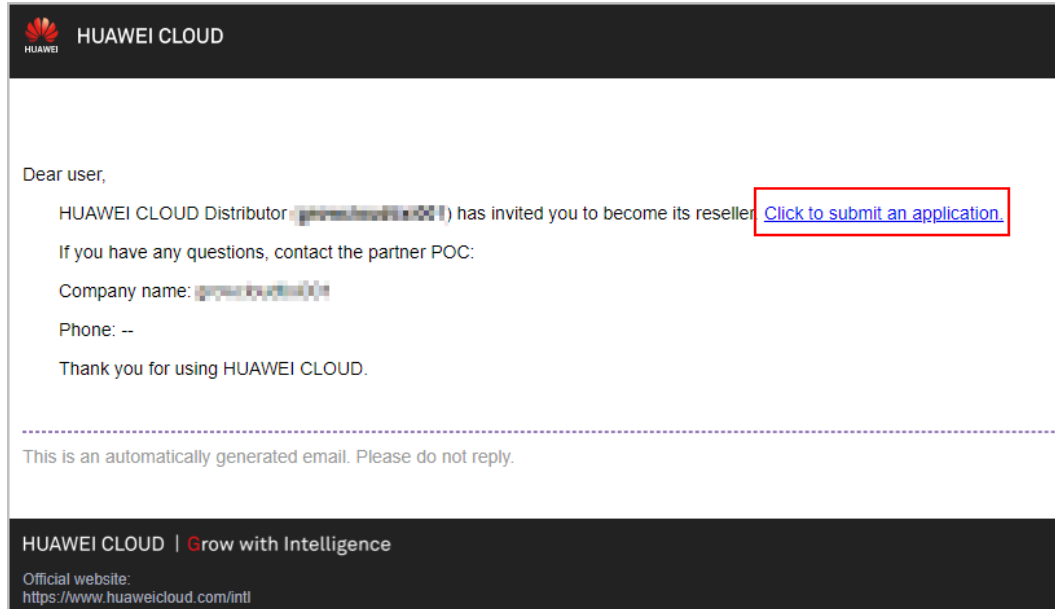 HUAWEI
HUAWEI CLOUD
Dear user,
HUAWEI CLOUD Distributor ( ) has invited you to become its reseller. Click to submit an application.
If you have any questions, contact the partner POC:
Company name:
Phone: --
Thank you for using HUAWEI CLOUD.
This is an automatically generated email. Please do not reply.
HUAWEI CLOUD | Grow with Intelligence
Official website:
https://www.huaweicloud.com/intl